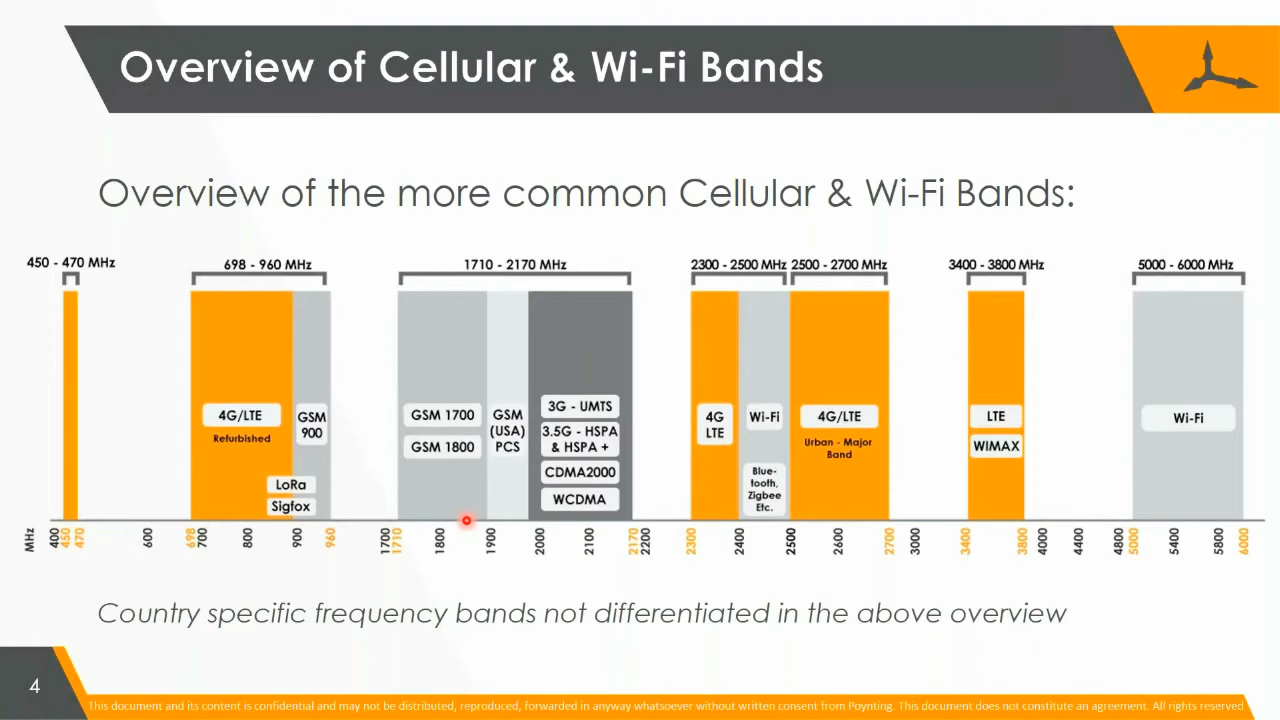 Overview of Cellular & Wi-Fi Bands
Overview of the more common Cellular & Wi-Fi Bands:
450 - 470 MHz
698 - 960 MHz
1710 - 2170 MHz
2300 - 2500 MHz
2500 - 2700 MHz
3400 - 3800 MHz
5000 - 6000 MHz
4G/LTE
Refurbished
GSM
900
LoRa
Sigfox
GSM 1700
GSM 1800
GSM
(USA)
PCS
3G - UMTS
3.5G - HSPA
& HSPA +
CDMA2000
WCDMA
4G
LTE
Wi-Fi
Blue-
tooth,
Zigbee
Etc.
4G/LTE
Urban - Major
Band
LTE
WIMAX
Wi-Fi
MHz 400 450 470 600 698 700 800 900 960 1700 1710 1800 1900 2000 2100 2170 2200 2300 2400 2500 2600 2700 3000 3400 3800 4000 4400 4800 5000 5400 5800 6000
Country specific frequency bands not differentiated in the above overview
4
This document and its content is confidential and may not be distributed, reproduced, forwarded in anyway whatsoever without written consent from Poynting. This document does not constitute an agreement. All rights reserved